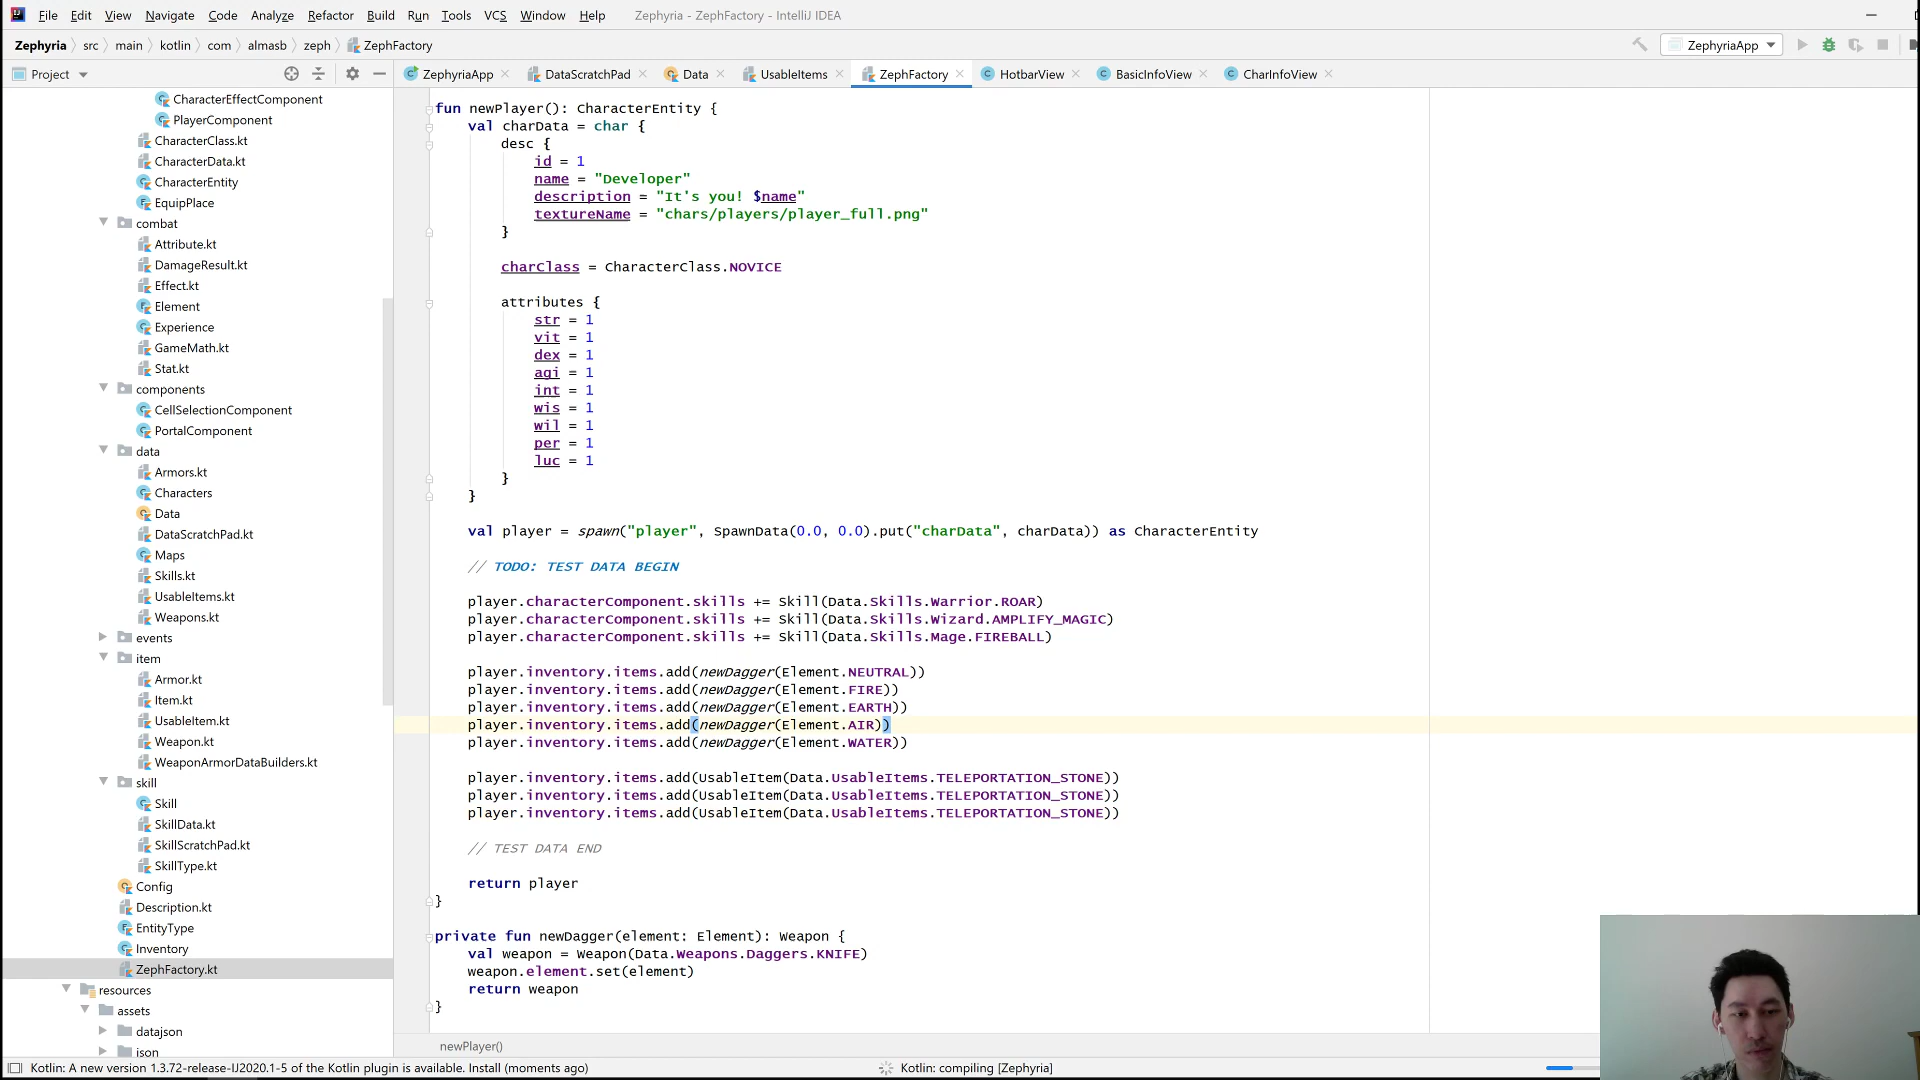 File Edit View Navigate Code Analyze Refactor Build Run Tools VCS Window Help Zephyria - ZephFactory - IntelliJ IDEA
Zephyria src main kotlin com almasb zeph ZephFactory ZephyriaApp
Project
ZephyriaApp DataScratchPad Data UsableItems ZephFactory HotbarView BasicInfoView CharInfoView
CharacterEffectComponent
PlayerComponent
CharacterClass.kt
CharacterData.kt
CharacterEntity
EquipPlace
combat
Attribute.kt
DamageResult.kt
Effect.kt
Element
Experience
GameMath.kt
Stat.kt
components
CellSelectionComponent
PortalComponent
data
Armors.kt
Characters
Data
DataScratchPad.kt
Maps
Skills.kt
UsableItems.kt
Weapons.kt
events
item
Armor.kt
Item.kt
UsableItem.kt
Weapon.kt
WeaponArmorDataBuilders.kt
skill
Skill
SkillData.kt
SkillScratchPad.kt
SkillType.kt
Config
Description.kt
EntityType
Inventory
ZephFactory.kt
resources
assets
datajson
json
fun newPlayer(): CharacterEntity {
val charData = char {
desc {
id = 1
name = "Developer"
description = "It's you! $name"
textureName = "chars/players/player_full.png"
}
charClass = CharacterClass.NOVICE
attributes {
str = 1
vit = 1
dex = 1
agi = 1
int = 1
wis = 1
wil = 1
per = 1
luc = 1
}
}
val player = spawn("player", SpawnData(0.0, 0.0).put("charData", charData)) as CharacterEntity
// TODO: TEST DATA BEGIN
player.characterComponent.skills += Skill(Data.Skills.Warrior.ROAR)
player.characterComponent.skills += Skill(Data.Skills.Wizard.AMPLIFY_MAGIC)
player.characterComponent.skills += Skill(Data.Skills.Mage.FIREBALL)
player.inventory.items.add(newDagger(Element.NEUTRAL))
player.inventory.items.add(newDagger(Element.FIRE))
player.inventory.items.add(newDagger(Element.EARTH))
player.inventory.items.add(newDagger(Element.AIR))
player.inventory.items.add(newDagger(Element.WATER))
player.inventory.items.add(UsableItem(Data.UsableItems.TELEPORTATION_STONE))
player.inventory.items.add(UsableItem(Data.UsableItems.TELEPORTATION_STONE))
player.inventory.items.add(UsableItem(Data.UsableItems.TELEPORTATION_STONE))
// TEST DATA END
return player
}
private fun newDagger(element: Element): Weapon {
val weapon = Weapon(Data.Weapons.Daggers.KNIFE)
weapon.element.set(element)
return weapon
}
newPlayer()
Kotlin: A new version 1.3.72-release-IJ2020.1-5 of the Kotlin plugin is available. Install (moments ago) Kotlin: compiling [Zephyria]